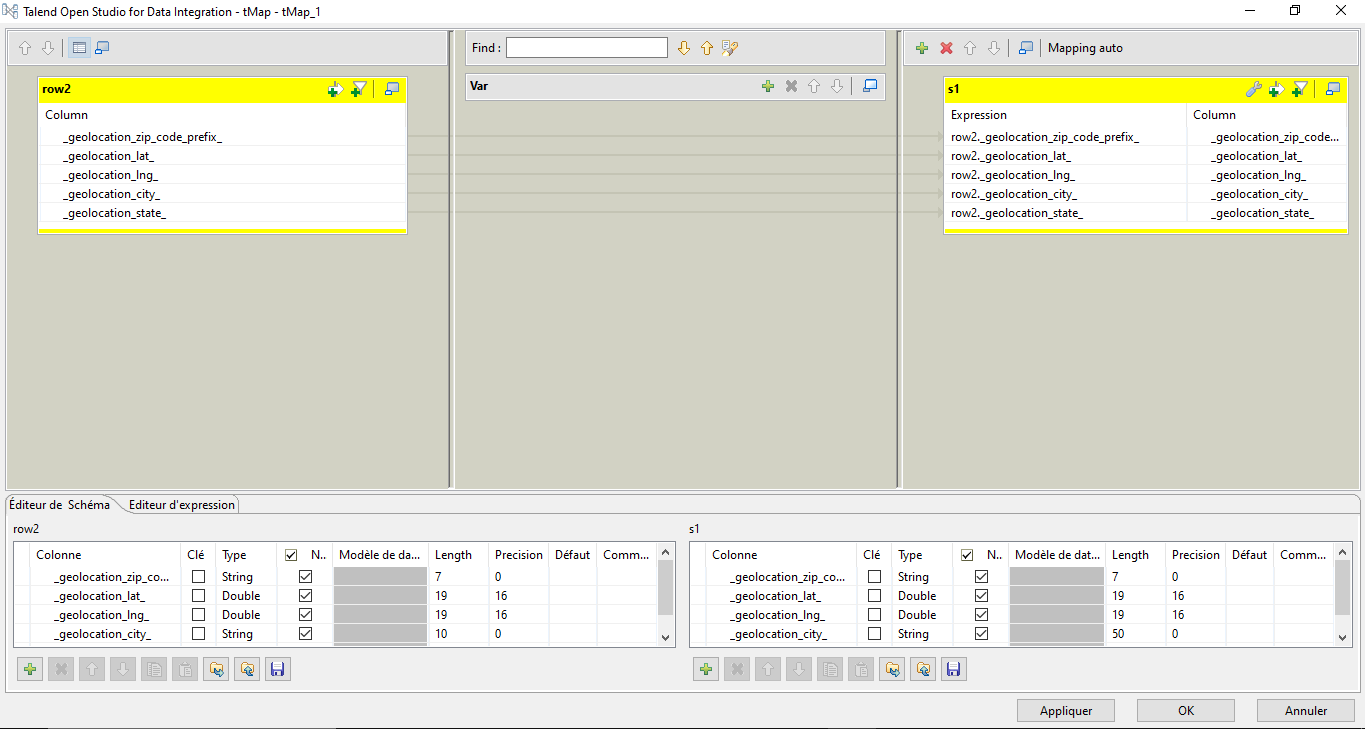 Talend Open Studio for Data Integration - tMap - tMap_1
Find :
Mapping auto
row2
Column
_geolocation_zip_code_prefix_
_geolocation_lat_
_geolocation_lng_
_geolocation_city_
_geolocation_state_
Var
s1
Expression Column
row2._geolocation_zip_code_prefix_ _geolocation_zip_code...
row2._geolocation_lat_ _geolocation_lat_
row2._geolocation_lng_ _geolocation_lng_
row2._geolocation_city_ _geolocation_city_
row2._geolocation_state_ _geolocation_state_
Éditeur de Schéma Editeur d'expression
row2
Colonne Clé Type N.. Modèle de da... Length Precision Défaut Comm...
_geolocation_zip_co... String 7 0
_geolocation_lat_ Double 19 16
_geolocation_lng_ Double 19 16
_geolocation_city_ String 10 0
s1
Colonne Clé Type N.. Modèle de dat... Length Precision Défaut Comm...
_geolocation_zip_co... String 7 0
_geolocation_lat_ Double 19 16
_geolocation_lng_ Double 19 16
_geolocation_city_ String 50 0
Appliquer OK Annuler